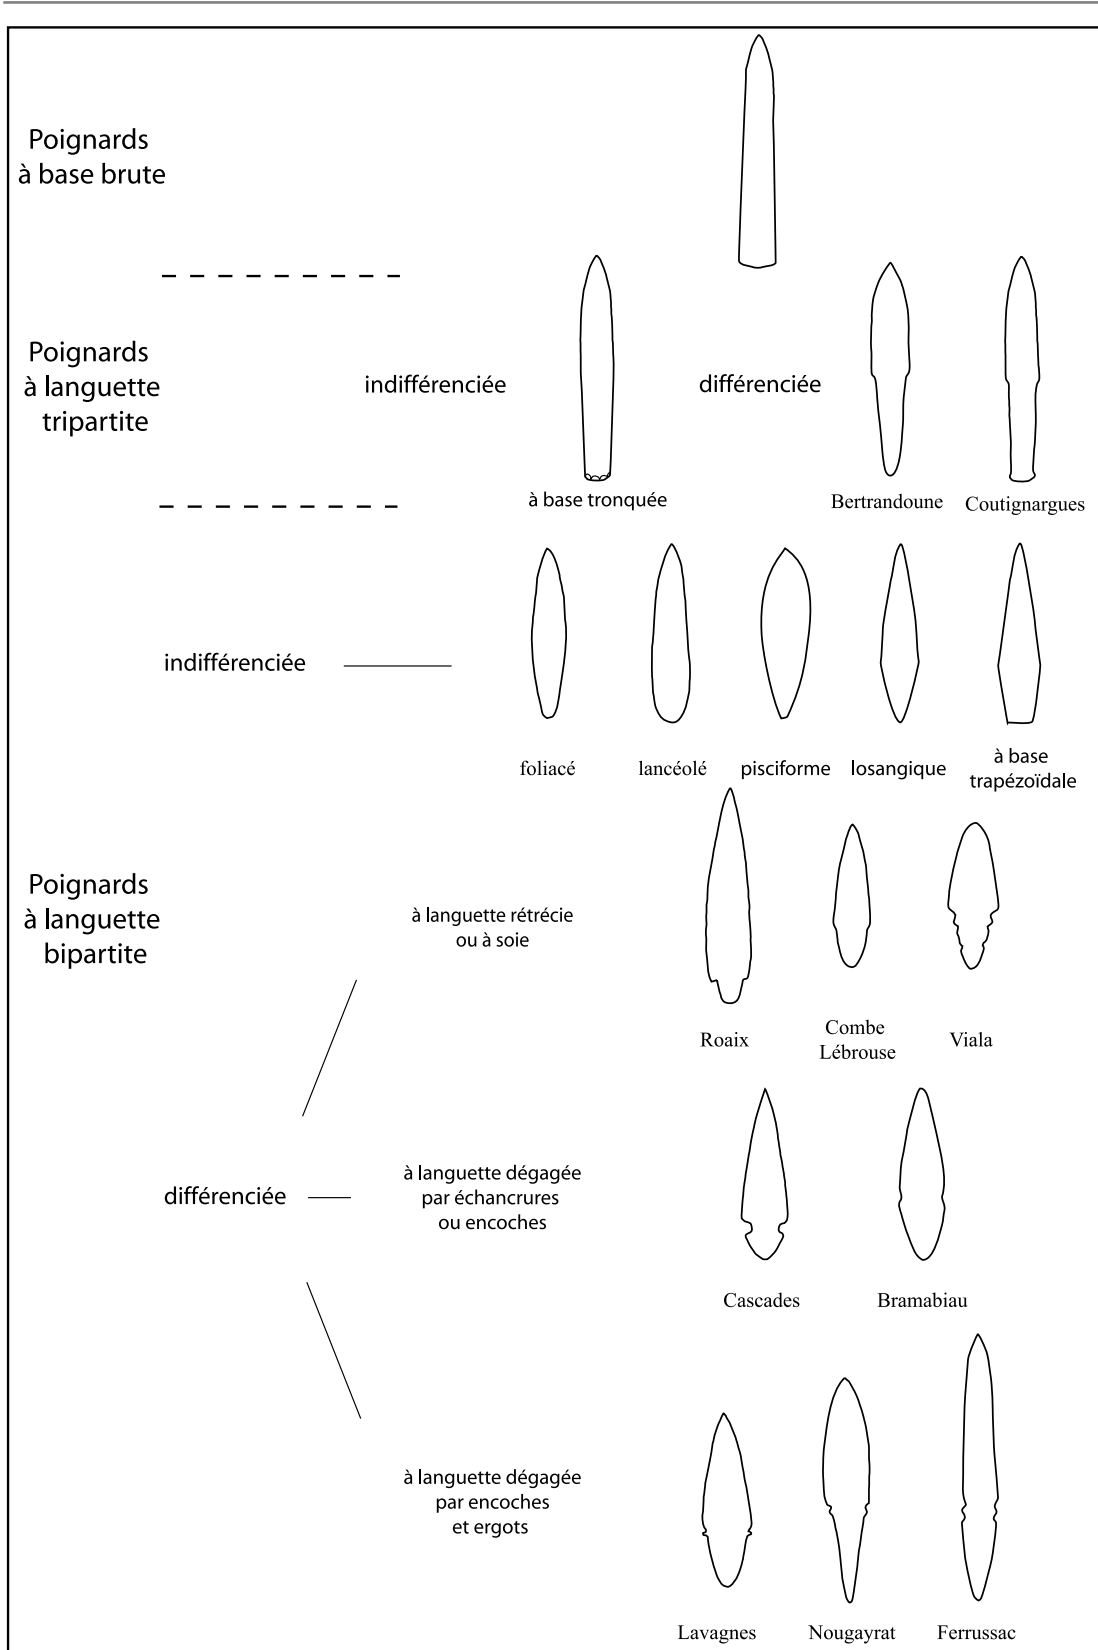 Poignards
à base brute
Poignards
à languette
tripartite
indifférenciée
différenciée
à base tronquée
Bertrandoune
Coutignargues
indifférenciée
foliacé
lancéolé
pisciforme
losangique
à base
trapézoïdale
Poignards
à languette
bipartite
à languette rétrécie
ou à soie
Roaix
Combe
Lébrouse
Viala
différenciée
à languette dégagée
par échancrures
ou encoches
Cascades
Bramabiau
à languette dégagée
par encoches
et ergots
Lavagnes
Nougayrat
Ferrussac